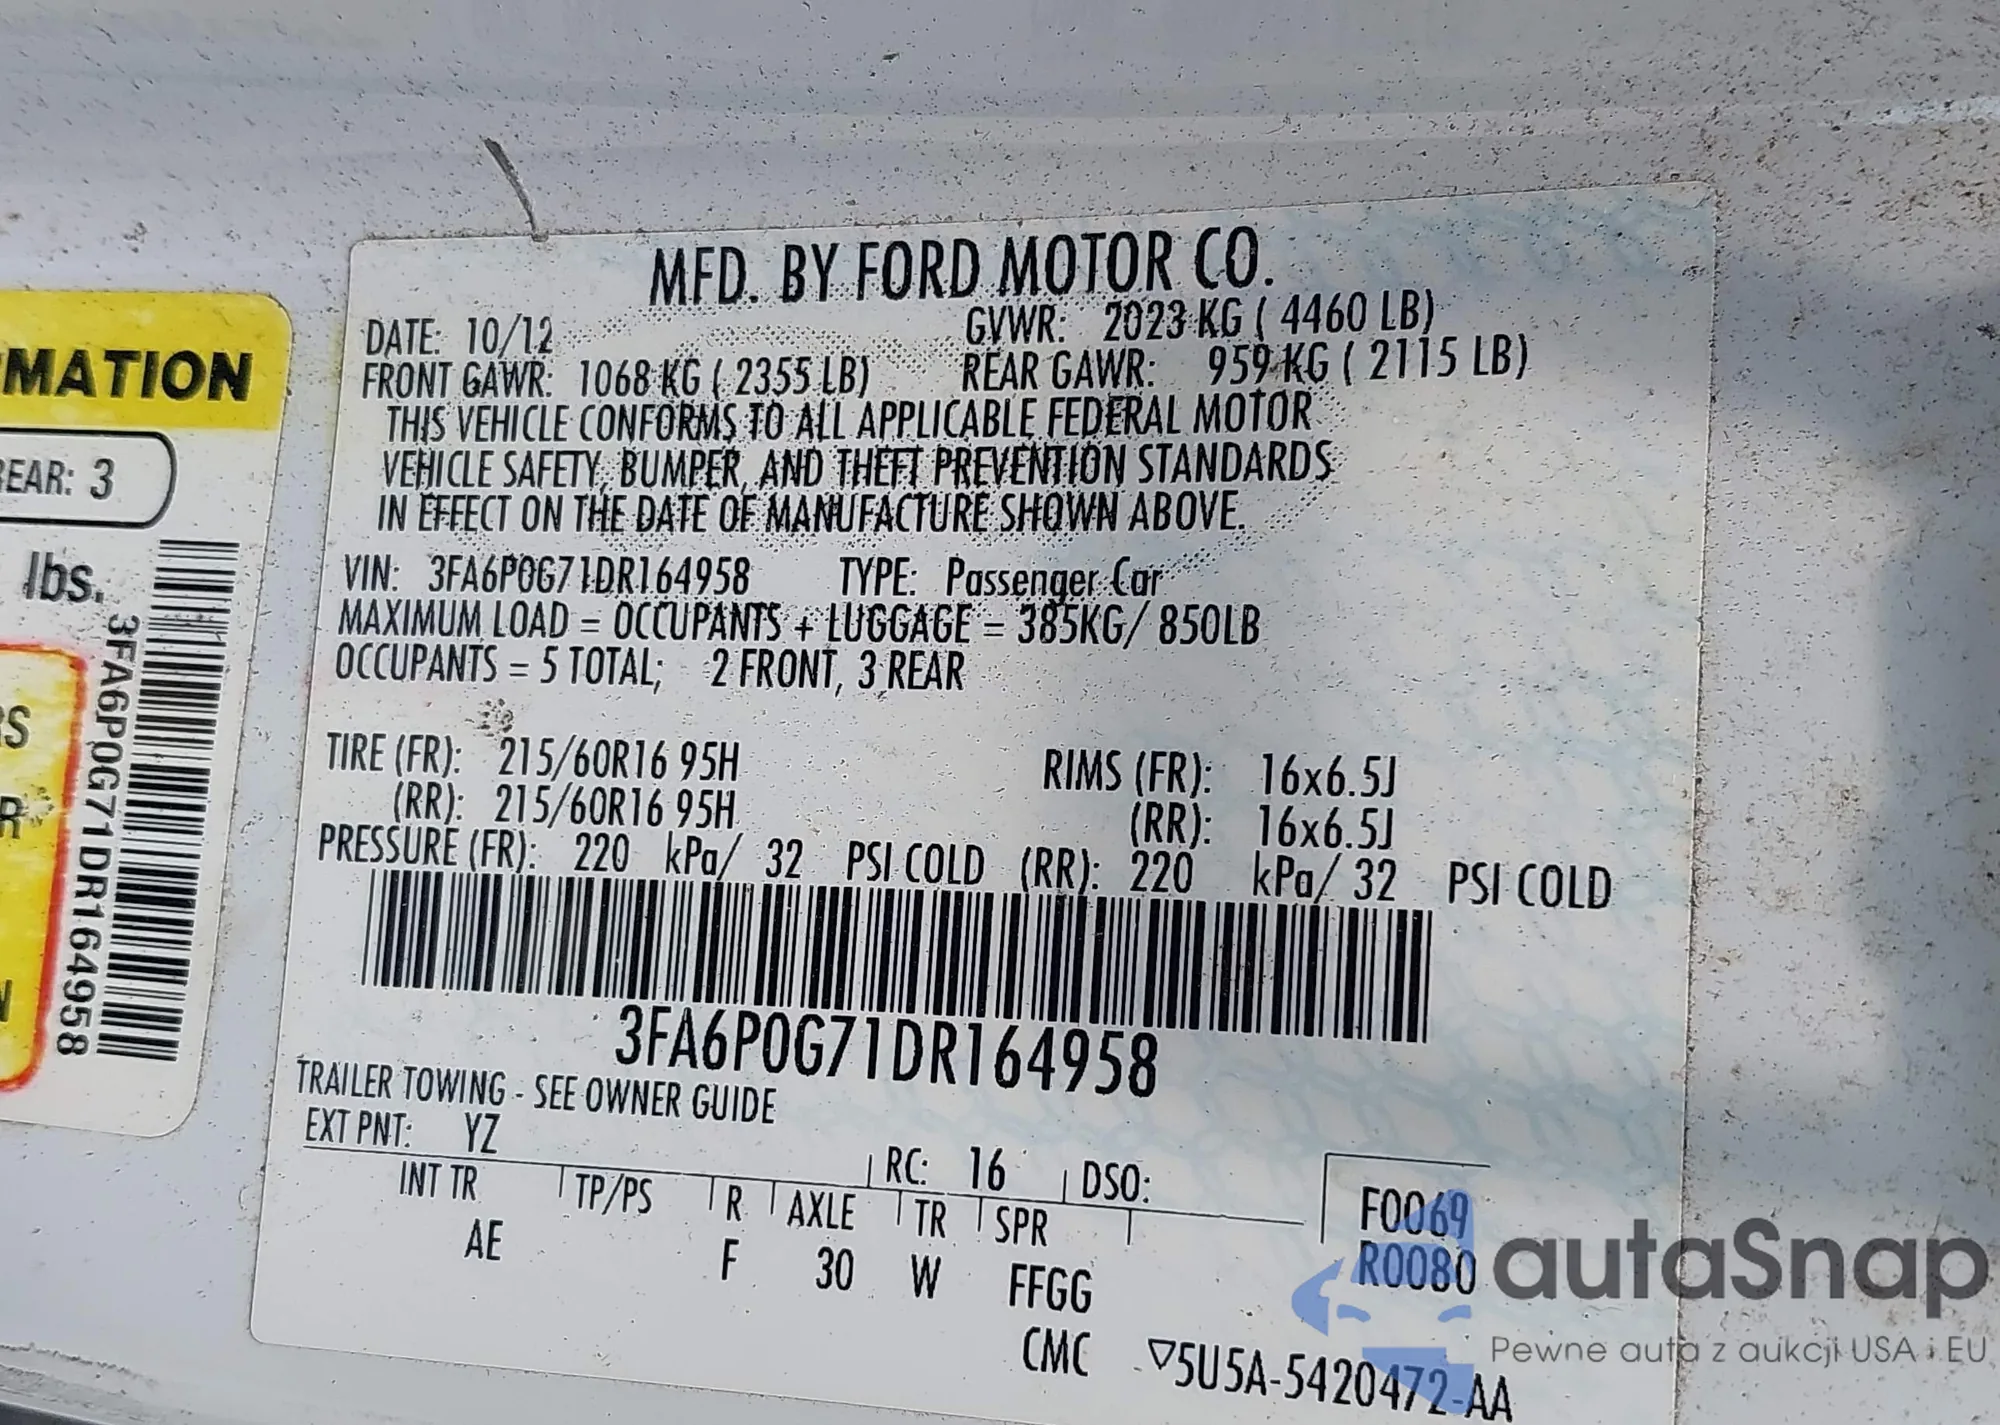 MFD. BY FORD MOTOR CO.
DATE: 10/12 GVWR: 2023 KG ( 4460 LB)
FRONT GAWR: 1068 KG ( 2355 LB) REAR GAWR: 959 KG ( 2115 LB)
THIS VEHICLE CONFORMS TO ALL APPLICABLE FEDERAL MOTOR
VEHICLE SAFETY, BUMPER, AND THEFT PREVENTION STANDARDS
IN EFFECT ON THE DATE OF MANUFACTURE SHOWN ABOVE.
VIN: 3FA6P0G71DR164958 TYPE: Passenger Car
MAXIMUM LOAD = OCCUPANTS + LUGGAGE = 385KG/ 850LB
OCCUPANTS = 5 TOTAL; 2 FRONT, 3 REAR
TIRE (FR): 215/60R16 95H RIMS (FR): 16x6.5J
(RR): 215/60R16 95H (RR): 16x6.5J
PRESSURE (FR): 220 kPa/ 32 PSI COLD (RR): 220 kPa/ 32 PSI COLD
3FA6P0G71DR164958
TRAILER TOWING - SEE OWNER GUIDE
EXT PNT: YZ RC: 16 DSO:
INT TR TP/PS R AXLE TR SPR F0069
AE F 30 W FFGG R0080
CMC ▽5U5A-5420472-AA
MATION
REAR: 3
lbs.
3FA6P0G71DR164958
RS
R
N
autaSnap
Pewne auta z aukcji USA i EU